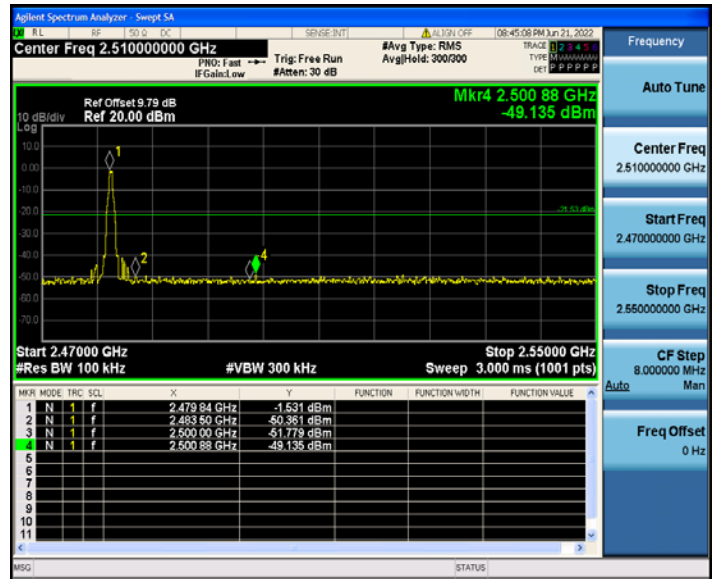 Agilent Spectrum Analyzer - Swept SA
RL RF 50 Ω DC SENSE:INT ALIGN OFF 08:45:08 PM Jun 21, 2022
Center Freq 2.510000000 GHz #Avg Type: RMS TRACE 1 2 3 4 5 6
PNO: Fast Trig: Free Run Avg|Hold: 300/300 TYPE M
IFGain:Low #Atten: 30 dB DET P P P P P P
Mkr4 2.500 88 GHz
-49.135 dBm
Ref Offset 9.79 dB
10 dB/div Ref 20.00 dBm
Log
10.0
0.00
-10.0
-20.0
-30.0
-40.0
-50.0
-60.0
-70.0
1
2
4
-21.53 dBm
Start 2.47000 GHz Stop 2.55000 GHz
#Res BW 100 kHz #VBW 300 kHz Sweep 3.000 ms (1001 pts)
MKR MODE TRC SCL X Y FUNCTION FUNCTION WIDTH FUNCTION VALUE
1 N 1 f 2.479 84 GHz -1.531 dBm
2 N 1 f 2.483 50 GHz -50.361 dBm
3 N 1 f 2.500 00 GHz -51.779 dBm
4 N 1 f 2.500 88 GHz -49.135 dBm
5
6
7
8
9
10
11
MSG STATUS
Frequency
Auto Tune
Center Freq
2.510000000 GHz
Start Freq
2.470000000 GHz
Stop Freq
2.550000000 GHz
CF Step
8.000000 MHz
Auto Man
Freq Offset
0 Hz